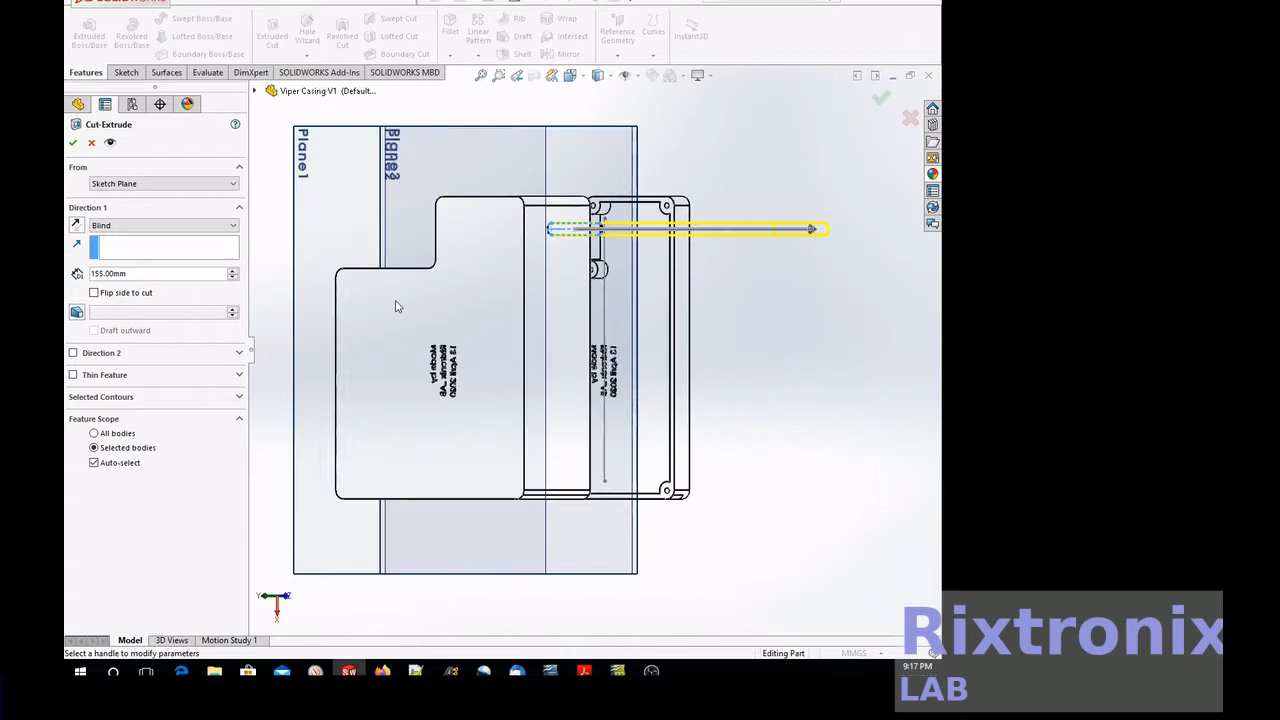 SOLIDWORKS
Extruded Boss/Base
Revolved Boss/Base
Swept Boss/Base
Lofted Boss/Base
Boundary Boss/Base
Extruded Cut
Hole Wizard
Revolved Cut
Swept Cut
Lofted Cut
Boundary Cut
Fillet
Linear Pattern
Rib
Draft
Shell
Wrap
Intersect
Mirror
Reference Geometry
Curves
Instant3D
Features Sketch Surfaces Evaluate DimXpert SOLIDWORKS Add-Ins SOLIDWORKS MBD
Viper Casing V1 (Default...
Cut-Extrude
From
Sketch Plane
Direction 1
Blind
155.00mm
Flip side to cut
Draft outward
Direction 2
Thin Feature
Selected Contours
Feature Scope
All bodies
Selected bodies
Auto-select
Plane1
Y Z
X
Model 3D Views Motion Study 1
Select a handle to modify parameters
Editing Part
MMGS
9:17 PM
Rixtronix
LAB